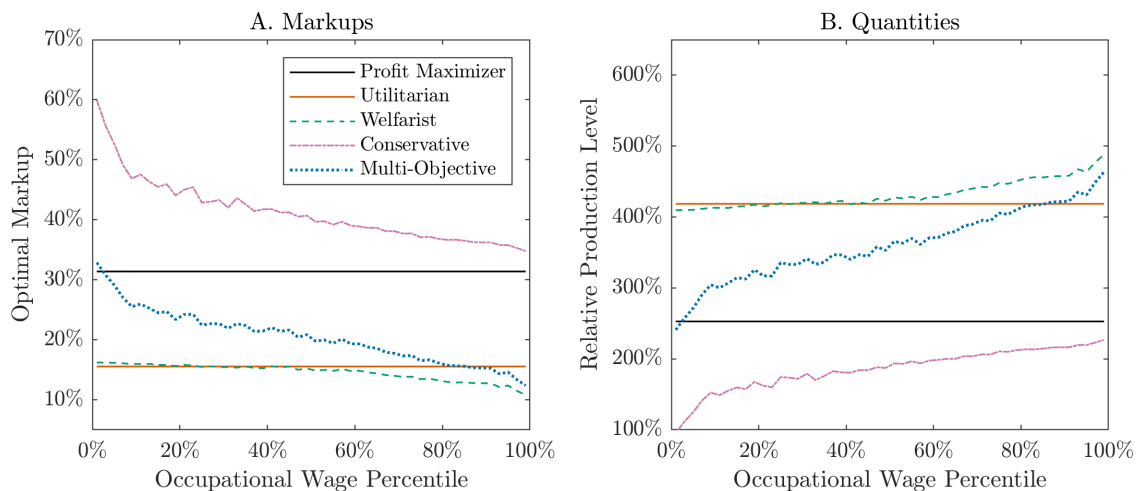 A. Markups
70%
60%
50%
40%
30%
20%
10%
Optimal Markup
Profit Maximizer
Utilitarian
Welfarist
Conservative
Multi-Objective
0%
20%
40%
60%
80%
100%
Occupational Wage Percentile
B. Quantities
600%
500%
400%
300%
200%
100%
Relative Production Level
0%
20%
40%
60%
80%
100%
Occupational Wage Percentile